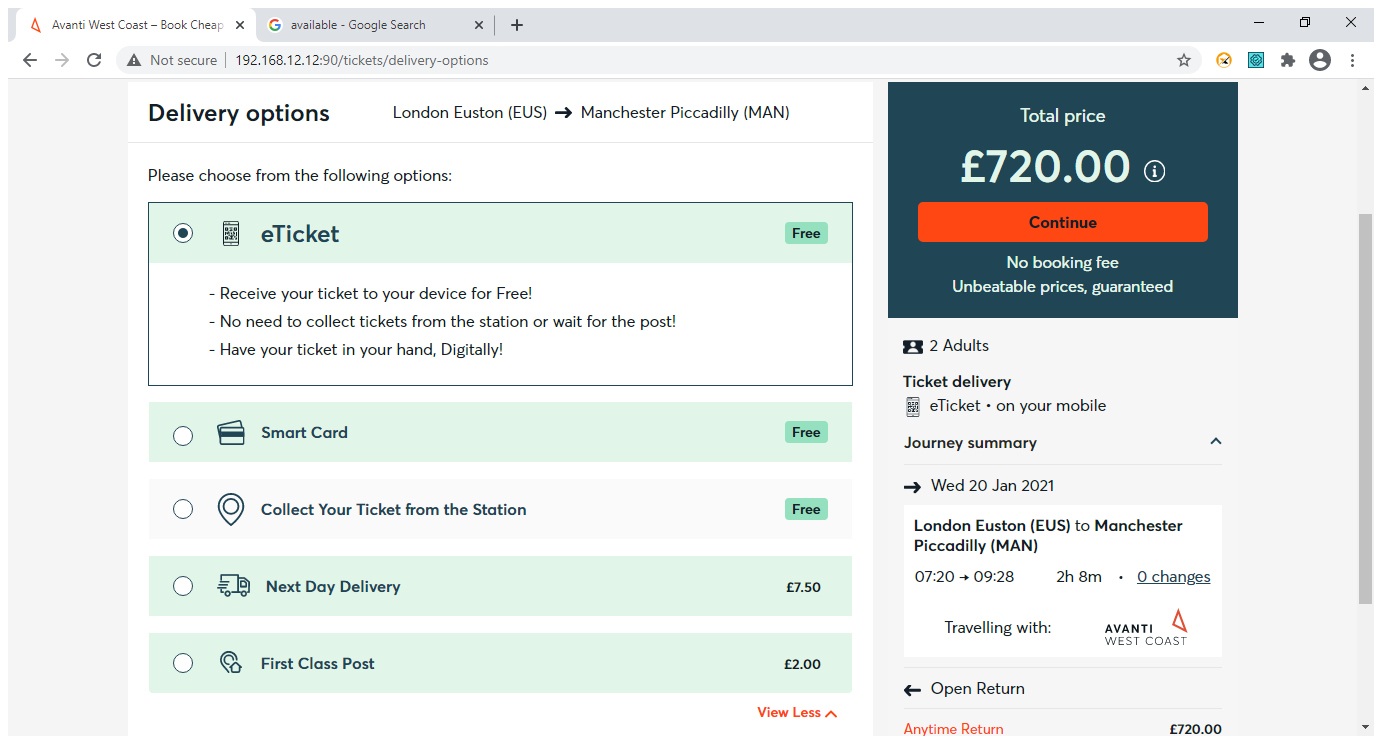 Avanti West Coast – Book Cheap
available - Google Search
Not secure
192.168.12.12:90/tickets/delivery-options
Delivery options
London Euston (EUS) → Manchester Piccadilly (MAN)
Please choose from the following options:
eTicket
Free
- Receive your ticket to your device for Free!
- No need to collect tickets from the station or wait for the post!
- Have your ticket in your hand, Digitally!
Smart Card
Free
Collect Your Ticket from the Station
Free
Next Day Delivery
£7.50
First Class Post
£2.00
View Less
Total price
£720.00
Continue
No booking fee
Unbeatable prices, guaranteed
2 Adults
Ticket delivery
eTicket • on your mobile
Journey summary
Wed 20 Jan 2021
London Euston (EUS) to Manchester
Piccadilly (MAN)
07:20 → 09:28 2h 8m • 0 changes
Travelling with:
AVANTI
WEST COAST
Open Return
Anytime Return £720.00